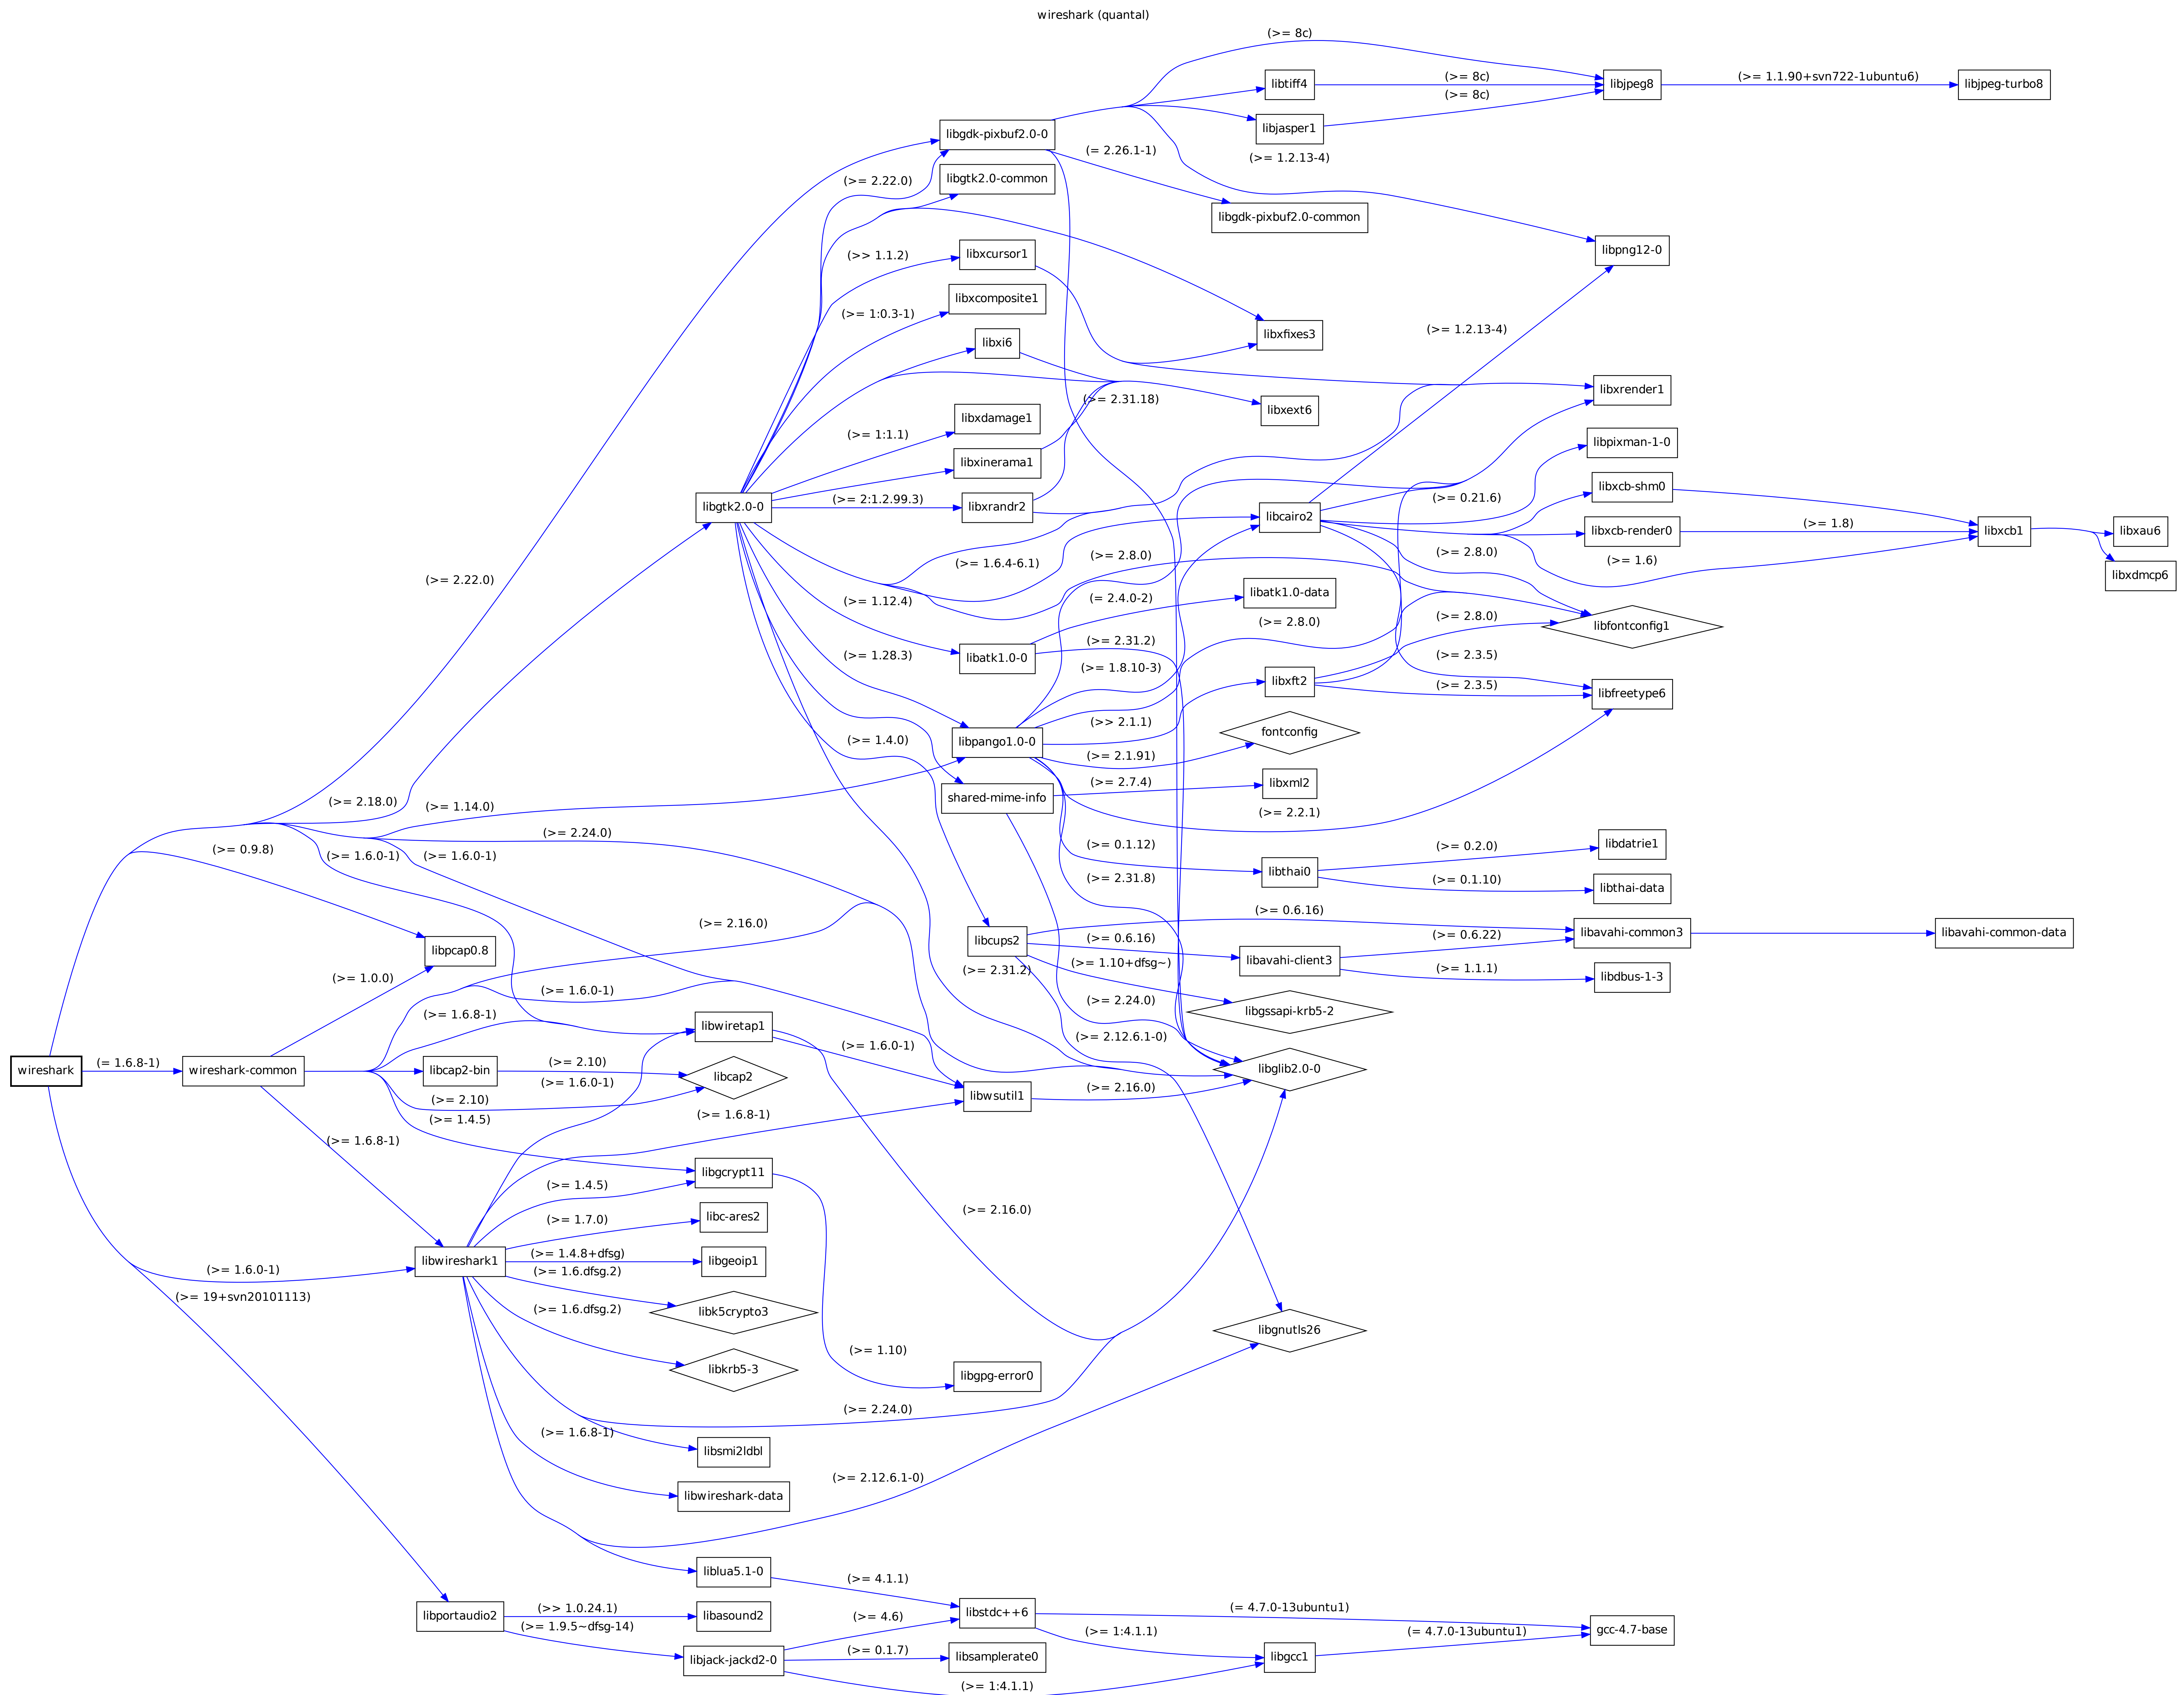 wireshark (quantal)
(>= 8c)
libtiff4
(>= 8c)
libjpeg8
(>= 1.1.90+svn722-1ubuntu6)
libjpeg-turbo8
(>= 8c)
libgdk-pixbuf2.0-0
libjasper1
(= 2.26.1-1)
(>= 1.2.13-4)
(>= 2.22.0)
libgtk2.0-common
libgdk-pixbuf2.0-common
(>> 1.1.2)
libxcursor1
libpng12-0
libxcomposite1
(>= 1:0.3-1)
(>= 1.2.13-4)
libxfixes3
libxi6
libxrender1
(>= 2.31.18)
libxext6
libxdamage1
(>= 1:1.1)
libpixman-1-0
libxinerama1
libxcb-shm0
(>= 0.21.6)
libgtk2.0-0
(>= 2:1.2.99.3)
libxrandr2
libcairo2
libxcb-render0
(>= 1.8)
libxcb1
libxau6
(>= 2.8.0)
(>= 2.8.0)
(>= 1.6)
(>= 1.6.4-6.1)
libxdmcp6
(>= 2.22.0)
libatk1.0-data
(>= 1.12.4)
(= 2.4.0-2)
(>= 2.8.0)
(>= 2.8.0)
libfontconfig1
(>= 2.31.2)
(>= 1.28.3)
libatk1.0-0
(>= 2.3.5)
(>= 1.8.10-3)
libxft2
(>= 2.3.5)
libfreetype6
(>> 2.1.1)
fontconfig
(>= 1.4.0)
libpango1.0-0
(>= 2.1.91)
(>= 2.7.4)
libxml2
shared-mime-info
(>= 2.18.0)
(>= 1.14.0)
(>= 2.2.1)
(>= 2.24.0)
(>= 0.9.8)
(>= 1.6.0-1)
(>= 1.6.0-1)
(>= 0.1.12)
(>= 0.2.0)
libdatrie1
libthai0
(>= 2.31.8)
(>= 0.1.10)
libthai-data
(>= 0.6.16)
(>= 2.16.0)
libcups2
(>= 0.6.16)
(>= 0.6.22)
libavahi-common3
libavahi-common-data
libpcap0.8
libavahi-client3
(>= 1.10+dfsg~)
(>= 2.31.2)
(>= 1.1.1)
libdbus-1-3
(>= 1.0.0)
(>= 1.6.0-1)
(>= 2.24.0)
libgssapi-krb5-2
(>= 1.6.8-1)
libwiretap1
(>= 2.12.6.1-0)
(>= 1.6.0-1)
(= 1.6.8-1)
(>= 2.10)
wireshark
wireshark-common
libcap2-bin
libcap2
libglib2.0-0
(>= 1.6.0-1)
(>= 2.16.0)
(>= 2.10)
libwsutil1
(>= 1.4.5)
(>= 1.6.8-1)
(>= 1.6.8-1)
libgcrypt11
(>= 1.4.5)
(>= 2.16.0)
(>= 1.7.0)
libc-ares2
(>= 1.4.8+dfsg)
libwireshark1
libgeoip1
(>= 1.6.0-1)
(>= 1.6.dfsg.2)
(>= 19+svn20101113)
(>= 1.6.dfsg.2)
libk5crypto3
libgnutls26
(>= 1.10)
libkrb5-3
libgpg-error0
(>= 2.24.0)
(>= 1.6.8-1)
libsmi2ldbl
(>= 2.12.6.1-0)
libwireshark-data
liblua5.1-0
(>= 4.1.1)
(>> 1.0.24.1)
libportaudio2
libasound2
(>= 4.6)
libstdc++6
(= 4.7.0-13ubuntu1)
(>= 1.9.5~dfsg-14)
(>= 1:4.1.1)
(= 4.7.0-13ubuntu1)
gcc-4.7-base
(>= 0.1.7)
libjack-jackd2-0
libsamplerate0
libgcc1
(>= 1:4.1.1)